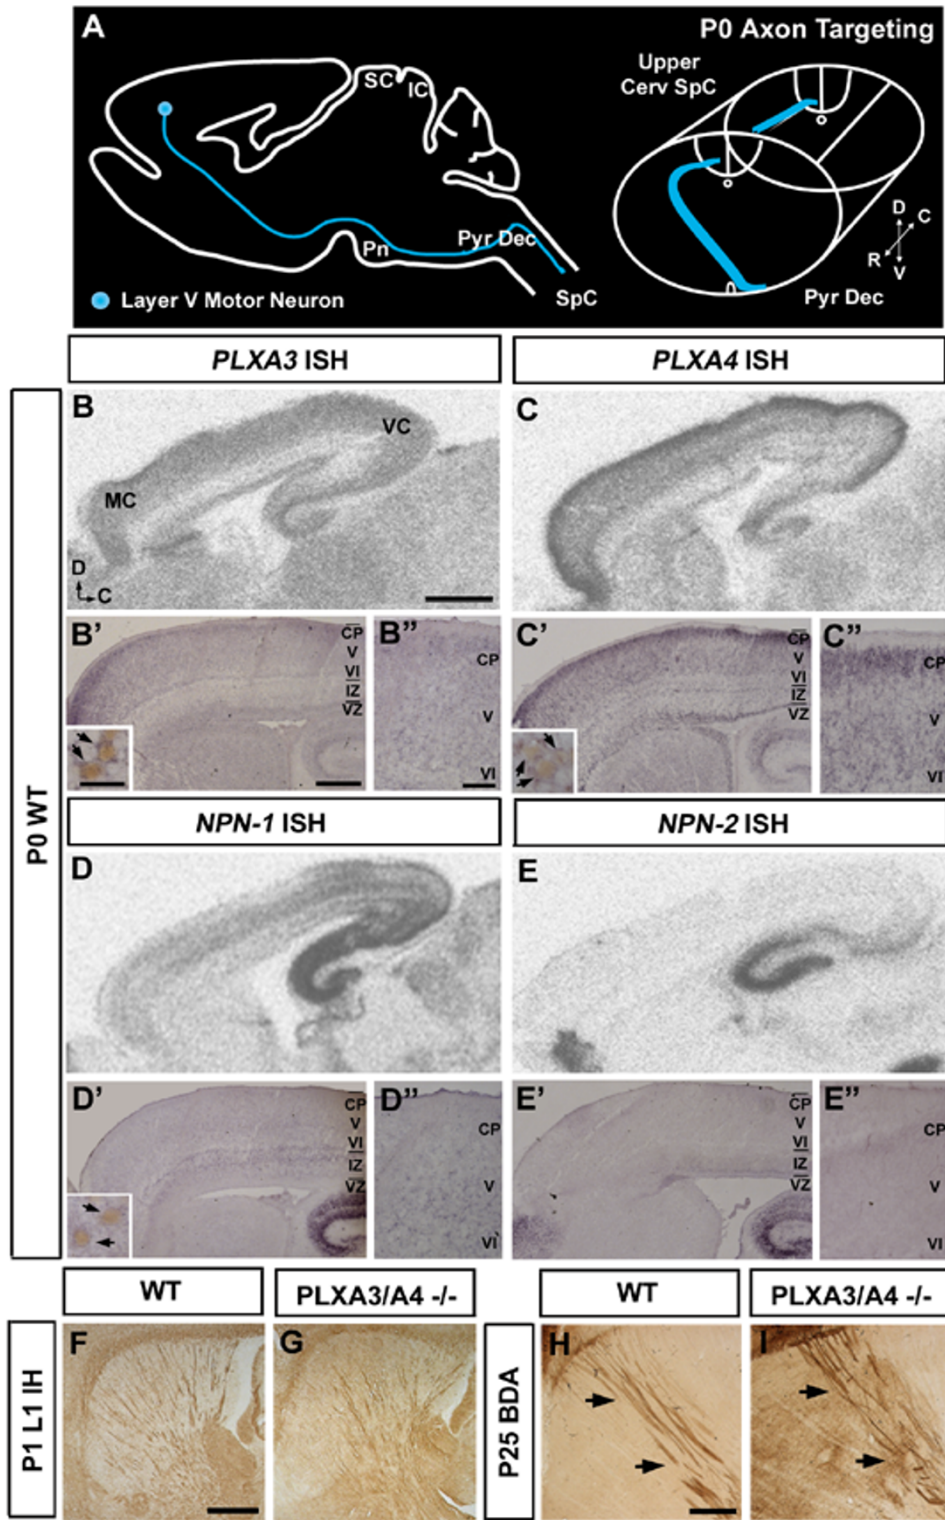 A
P0 Axon Targeting
Upper
Cerv SpC
SC
IC
Pn
Pyr Dec
SpC
Layer V Motor Neuron
D
C
R
V
Pyr Dec
PLXA3 ISH
PLXA4 ISH
P0 WT
B
VC
MC
D
C
C
B'
CP
V
VI
IZ
VZ
B"
CP
V
VI
C'
CP
V
VI
IZ
VZ
C"
CP
V
VI
NPN-1 ISH
NPN-2 ISH
D
E
D'
CP
V
VI
IZ
VZ
D"
CP
V
VI
E'
CP
V
VI
IZ
VZ
E"
CP
V
VI
WT
PLXA3/A4 -/-
WT
PLXA3/A4 -/-
P1 L1 IH
F
G
P25 BDA
H
I